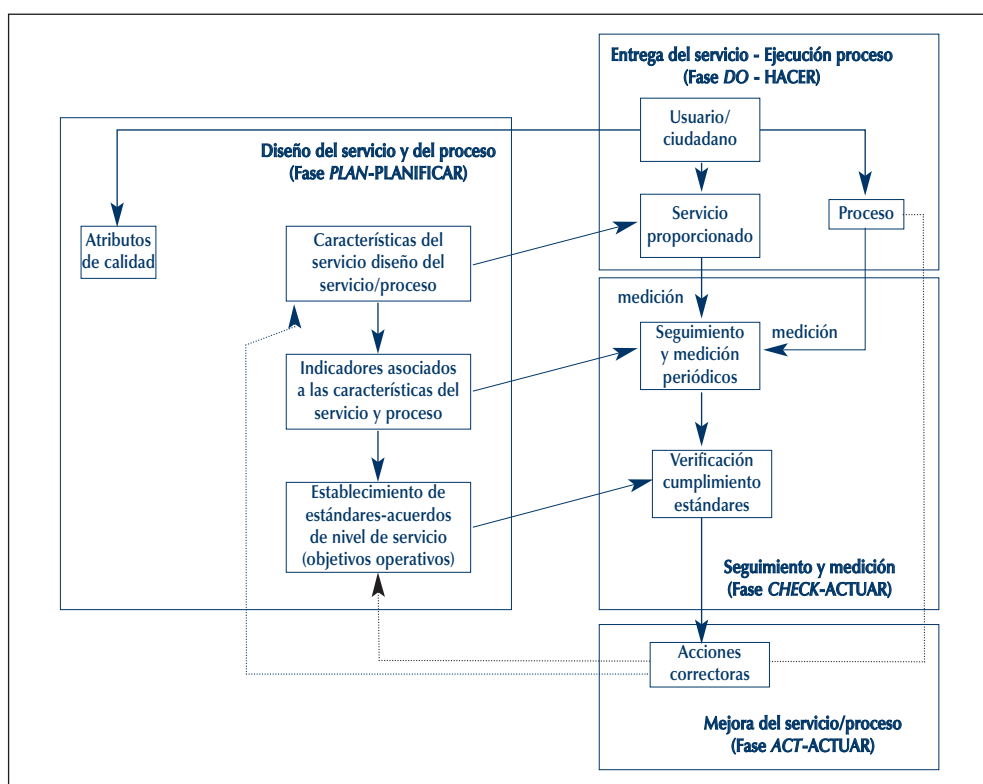 Entrega del servicio - Ejecución proceso
(Fase DO - HACER)
Usuario/
ciudadano
Diseño del servicio y del proceso
(Fase PLAN-PLANIFICAR)
Atributos
de calidad
Características del
servicio diseño del
servicio/proceso
Servicio
proporcionado
Proceso
medición
medición
Seguimiento
y medición
periódicos
Indicadores asociados
a las características del
servicio y proceso
Verificación
cumplimiento
estándares
Establecimiento de
estándares-acuerdos
de nivel de servicio
(objetivos operativos)
Seguimiento y medición
(Fase CHECK-ACTUAR)
Acciones
correctoras
Mejora del servicio/proceso
(Fase ACT-ACTUAR)